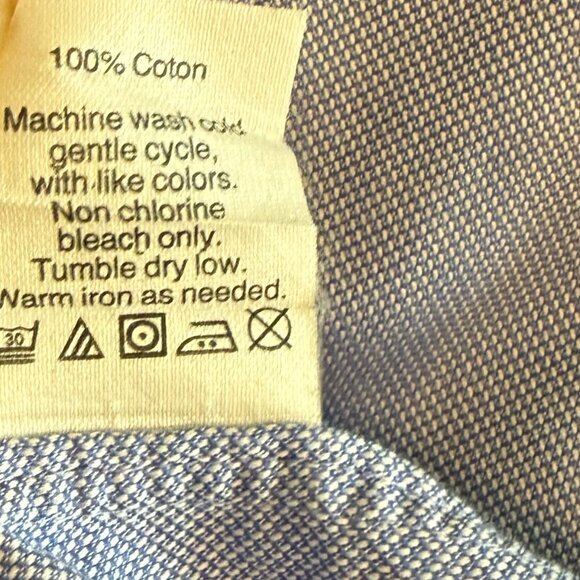 100% Coton
Machine wash cold
gentle cycle,
with like colors.
Non chlorine
bleach only.
Tumble dry low.
Warm iron as needed.
30